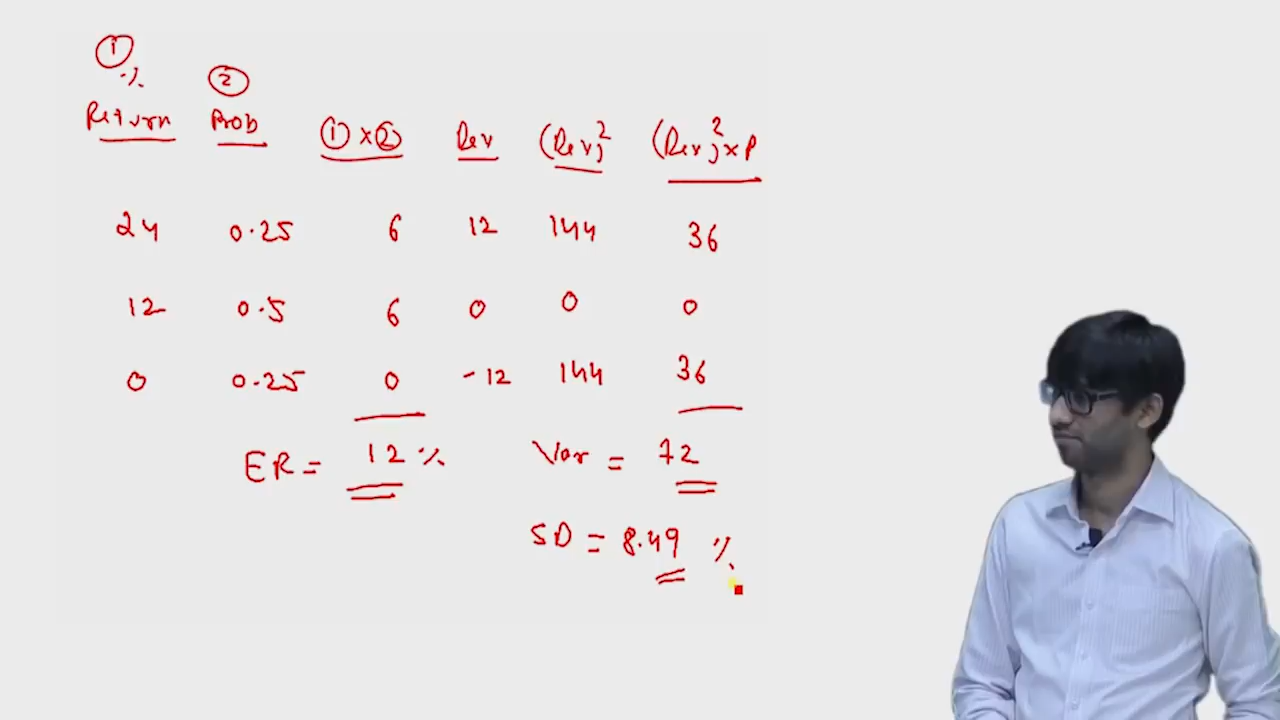 ① %
②
Return Prob ① × ② Dev (Dev)² (Dev)² × P
24 0.25 6 12 144 36
12 0.5 6 0 0 0
0 0.25 0 -12 144 36
ER = 12 % Var = 72
SD = 8.49 %